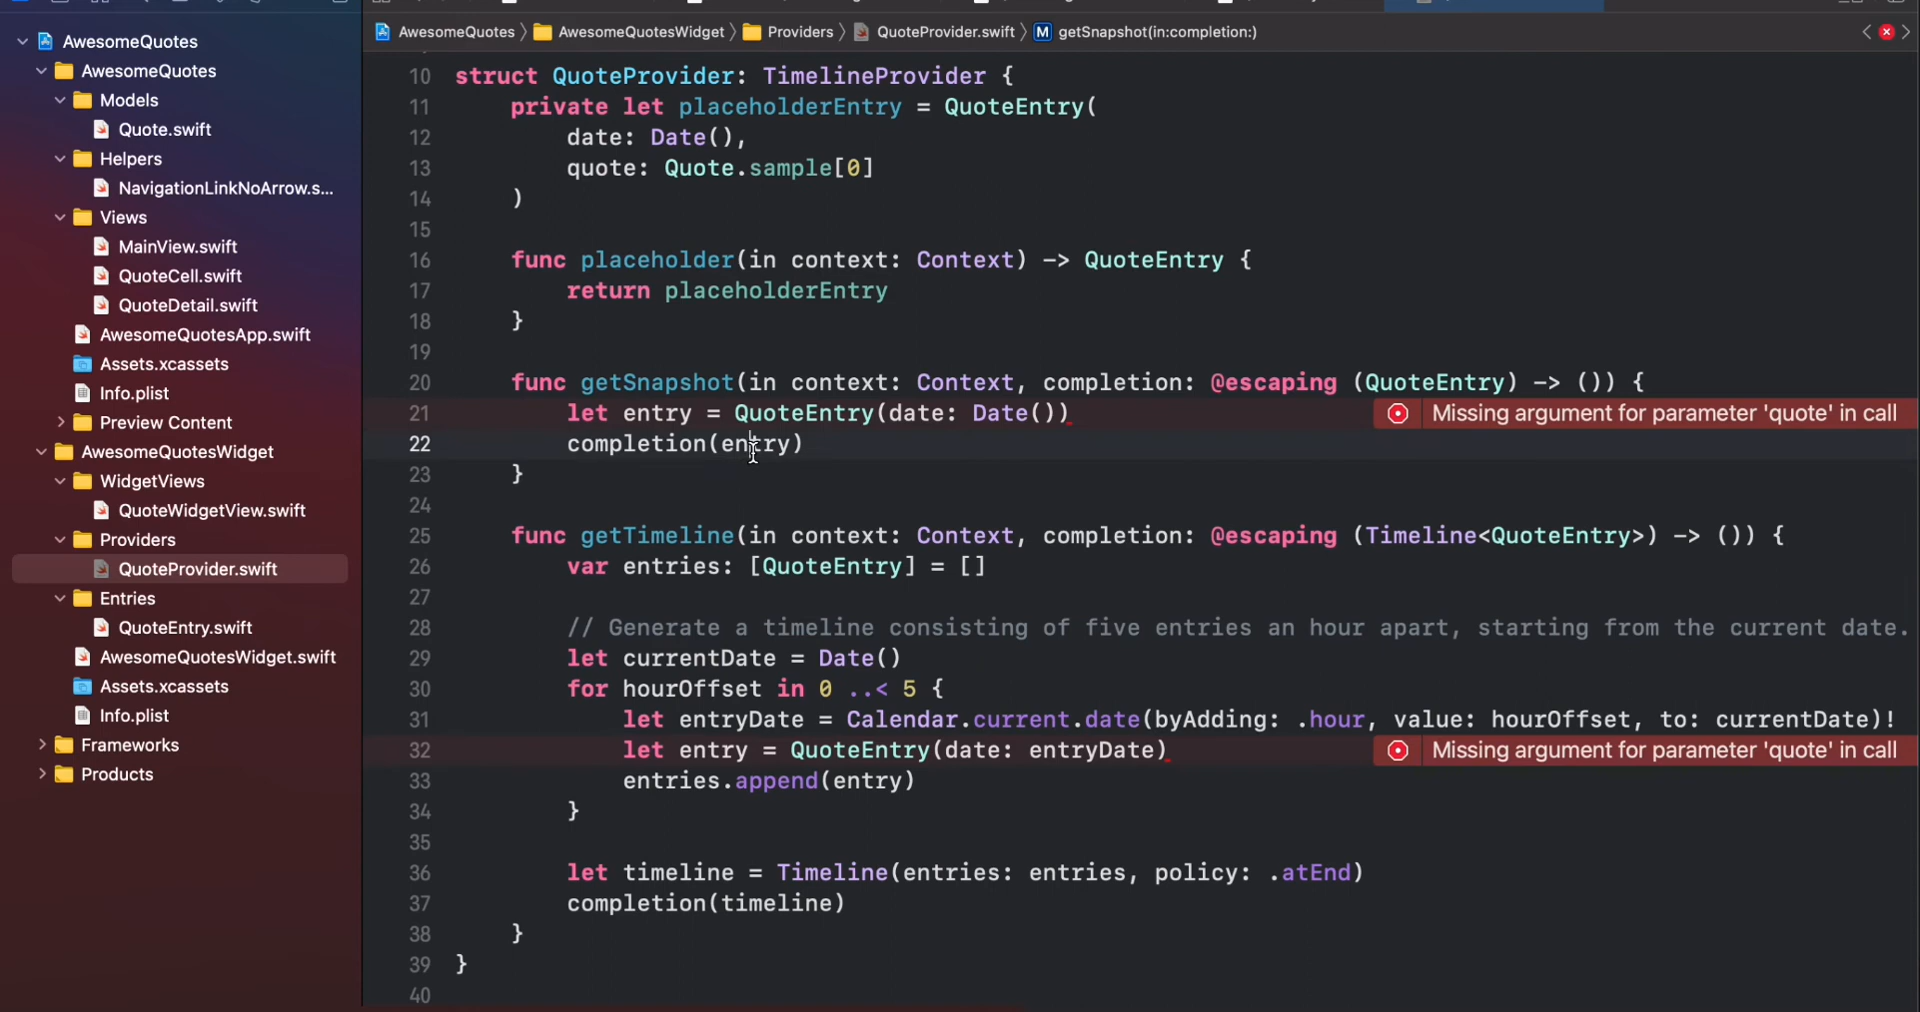 AwesomeQuotes
AwesomeQuotes
Models
Quote.swift
Helpers
NavigationLinkNoArrow.s...
Views
MainView.swift
QuoteCell.swift
QuoteDetail.swift
AwesomeQuotesApp.swift
Assets.xcassets
Info.plist
Preview Content
AwesomeQuotesWidget
WidgetViews
QuoteWidgetView.swift
Providers
QuoteProvider.swift
Entries
QuoteEntry.swift
AwesomeQuotesWidget.swift
Assets.xcassets
Info.plist
Frameworks
Products
AwesomeQuotes AwesomeQuotesWidget Providers QuoteProvider.swift M getSnapshot(in:completion:)
10 struct QuoteProvider: TimelineProvider {
11 private let placeholderEntry = QuoteEntry(
12 date: Date(),
13 quote: Quote.sample[0]
14 )
15
16 func placeholder(in context: Context) -> QuoteEntry {
17 return placeholderEntry
18 }
19
20 func getSnapshot(in context: Context, completion: @escaping (QuoteEntry) -> ()) {
21 let entry = QuoteEntry(date: Date()) Missing argument for parameter 'quote' in call
22 completion(entry)
23 }
24
25 func getTimeline(in context: Context, completion: @escaping (Timeline<QuoteEntry>) -> ()) {
26 var entries: [QuoteEntry] = []
27
28 // Generate a timeline consisting of five entries an hour apart, starting from the current date.
29 let currentDate = Date()
30 for hourOffset in 0 ..< 5 {
31 let entryDate = Calendar.current.date(byAdding: .hour, value: hourOffset, to: currentDate)!
32 let entry = QuoteEntry(date: entryDate) Missing argument for parameter 'quote' in call
33 entries.append(entry)
34 }
35
36 let timeline = Timeline(entries: entries, policy: .atEnd)
37 completion(timeline)
38 }
39 }
40